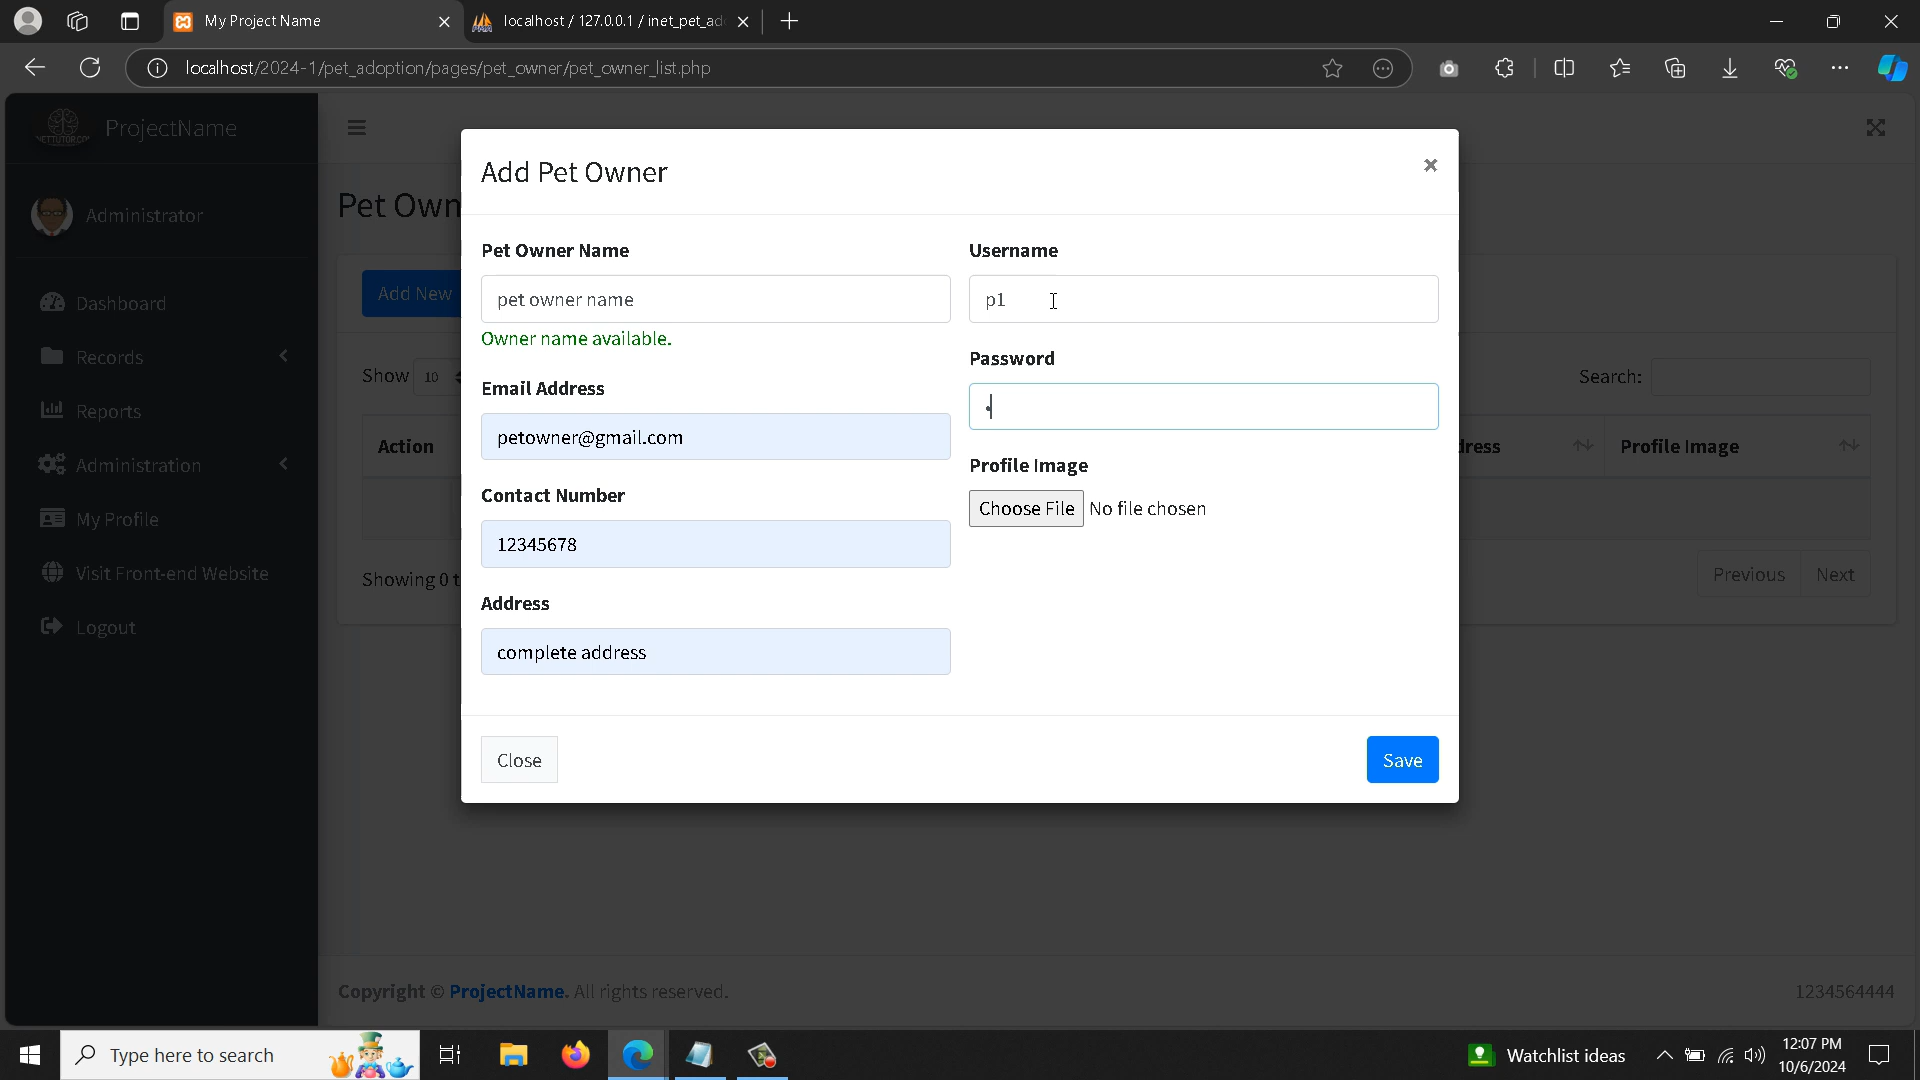 My Project Name
localhost / 127.0.0.1 / inet_pet_ad
localhost/2024-1/pet_adoption/pages/pet_owner/pet_owner_list.php
ProjectName
Administrator
Dashboard
Records
Reports
Administration
My Profile
Visit Front-end Website
Logout
Pet Own
Add New
Show 10
Search:
Action
dress
Profile Image
Showing 0 t
Previous
Next
Add Pet Owner
×
Pet Owner Name
pet owner name
Owner name available.
Email Address
petowner@gmail.com
Contact Number
12345678
Address
complete address
Username
p1
Password
Profile Image
Choose File No file chosen
Close
Save
Copyright © ProjectName. All rights reserved.
1234564444
Type here to search
Watchlist ideas
12:07 PM
10/6/2024